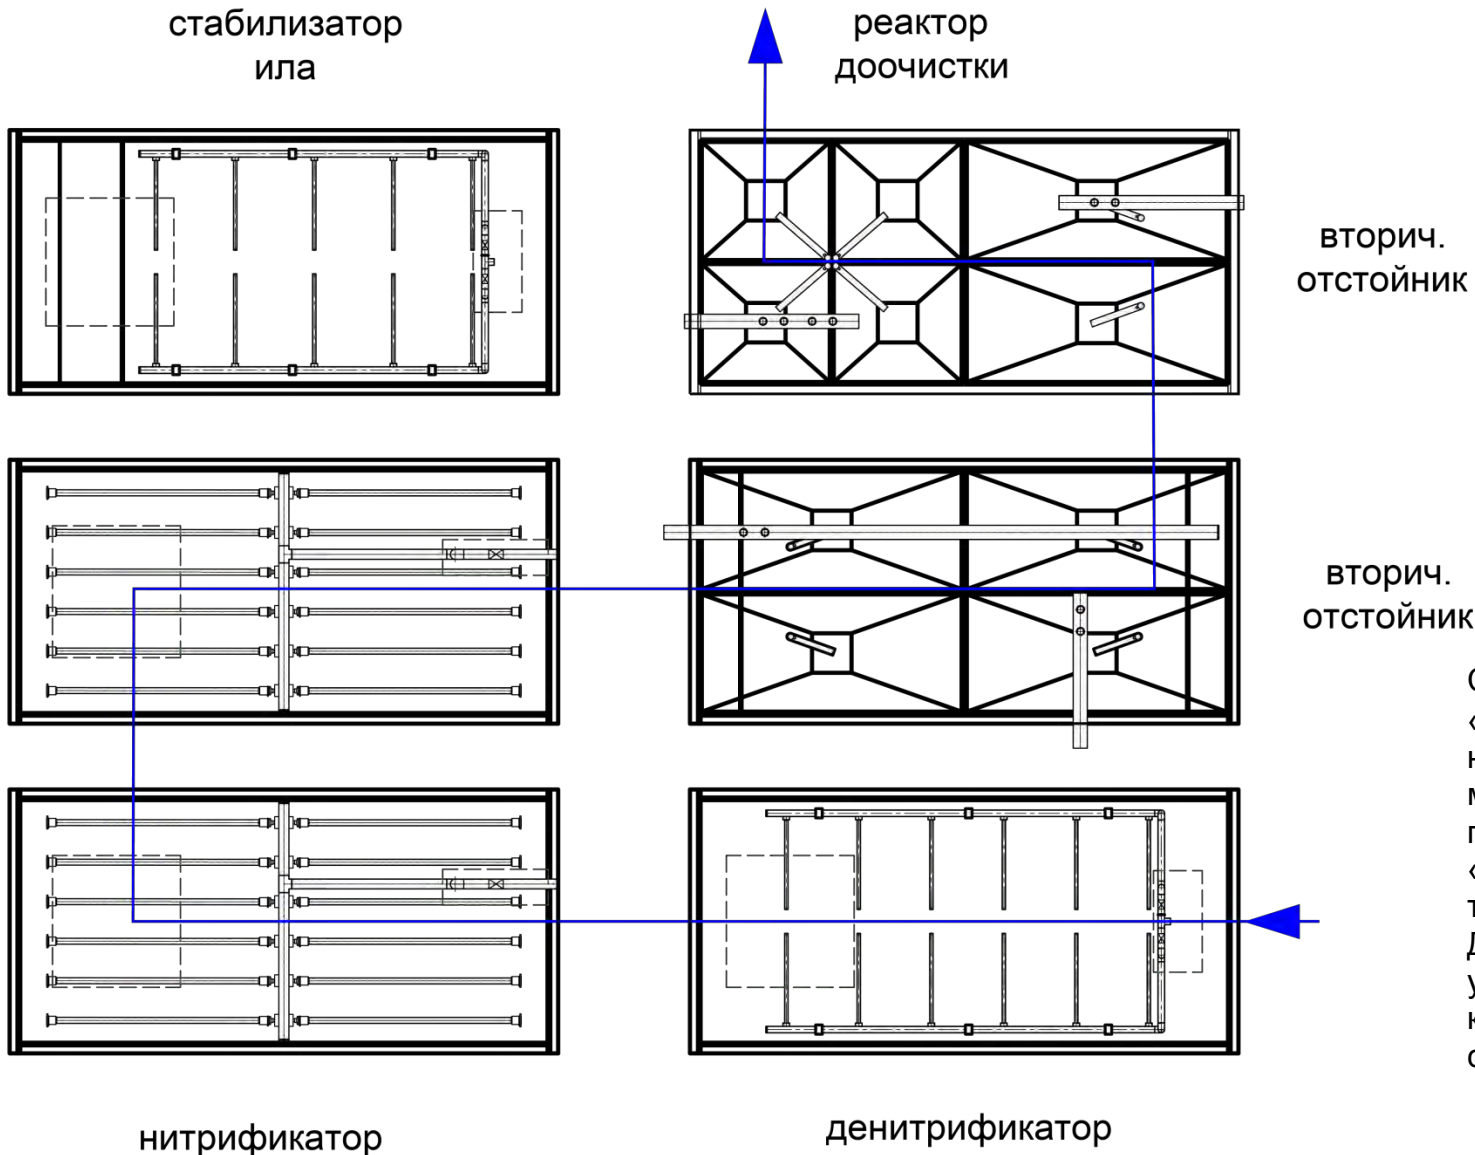 стабилизатор
ила
реактор
доочистки
вторич.
отстойник
вторич.
отстойник
нитрификатор
денитрификатор